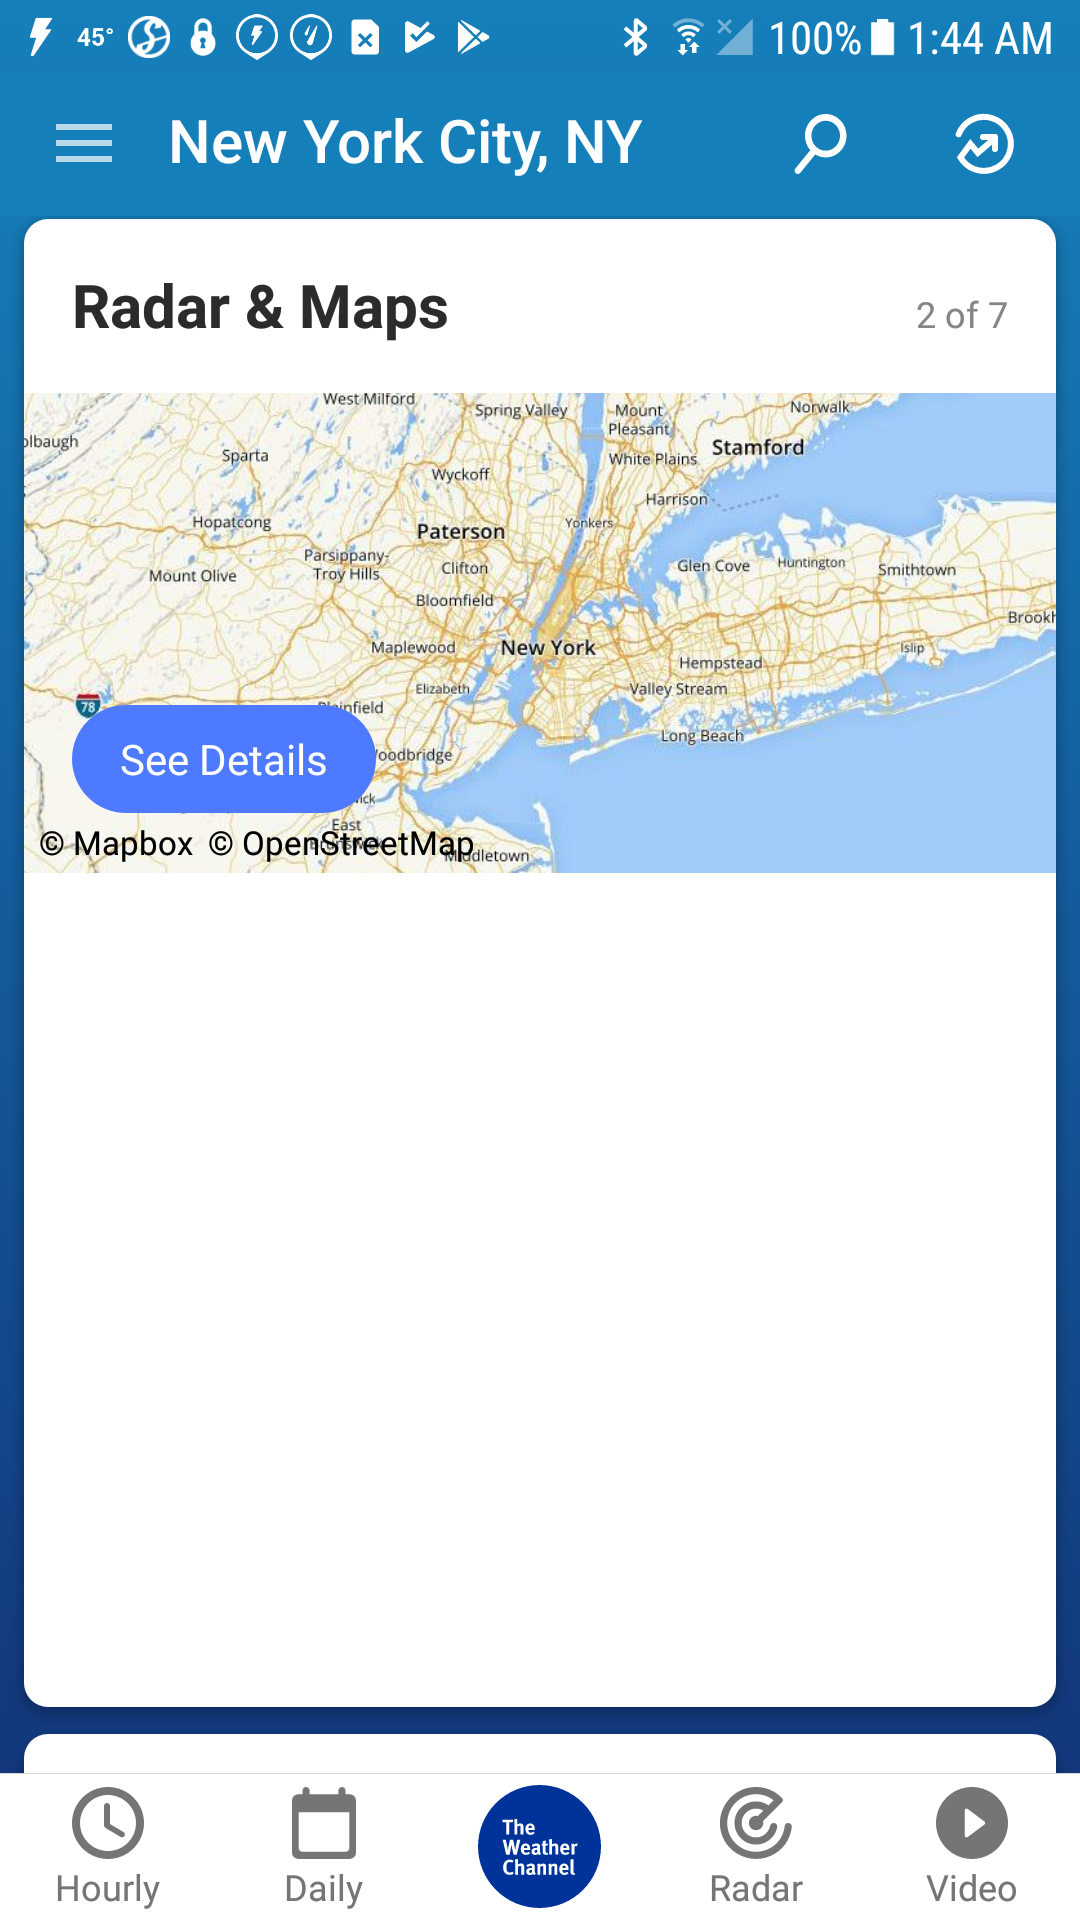 45° 100% 1:44 AM
New York City, NY
Radar & Maps
2 of 7
West Milford
Spring Valley
Mount
Pleasant
Norwalk
Stamford
olbaugh
Sparta
White Plains
Wyckoff
Harrison
Hopatcong
Paterson
Yonkers
Parsippany-
Troy Hills
Clifton
Glen Cove
Huntington
Smithtown
Mount Olive
Bloomfield
Brookh
Maplewood
New York
Islip
Hempstead
Elizabeth
Valley Stream
78
Plainfield
Long Beach
oodbridge
See Details
ick
East
Brunswick
© Mapbox © OpenStreetMap
Middletown
Hourly
Daily
The
Weather
Channel
Radar
Video